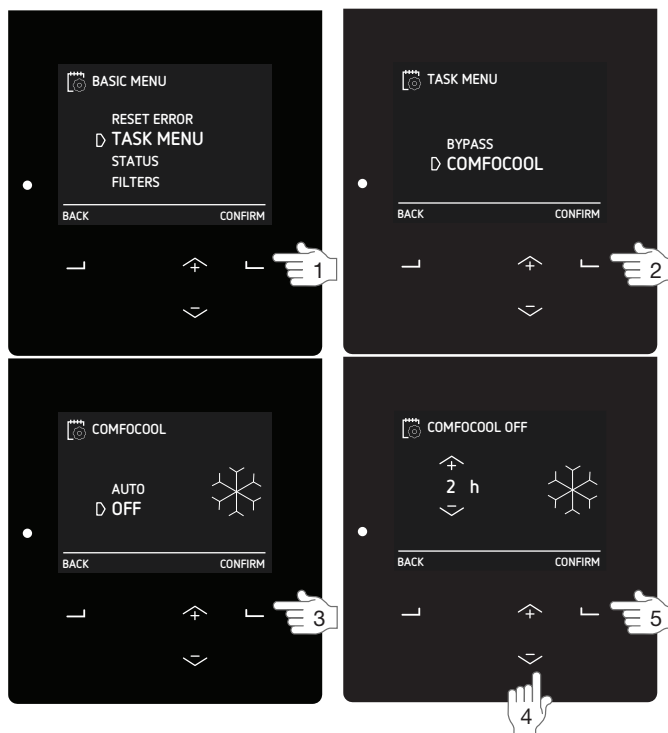 BASIC MENU
RESET ERROR
TASK MENU
STATUS
FILTERS
BACK CONFIRM
1
TASK MENU
BYPASS
COMFOCOOL
BACK CONFIRM
2
COMFOCOOL
AUTO
OFF
BACK CONFIRM
3
COMFOCOOL OFF
2 h
BACK CONFIRM
5
4